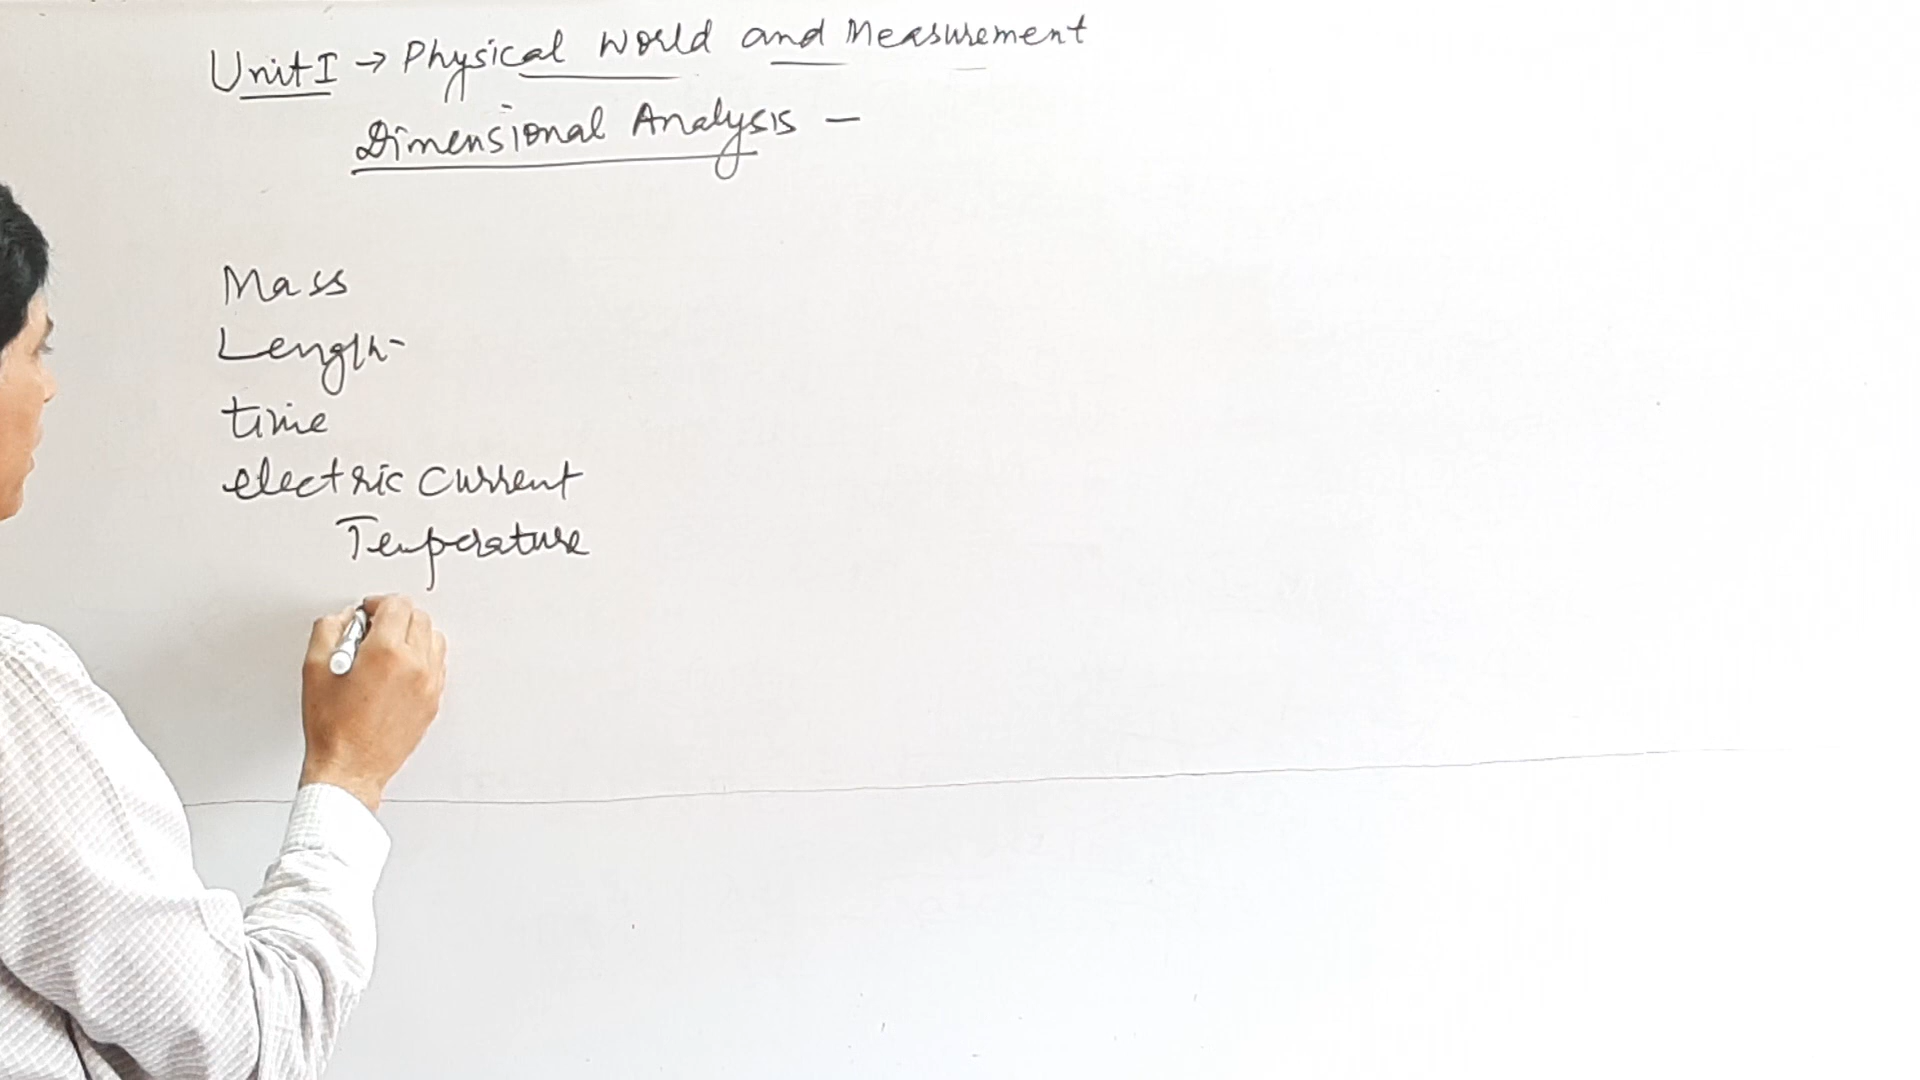 Unit I → Physical World and Measurement
Dimensional Analysis —
Mass
Length
time
electric current
Temperature